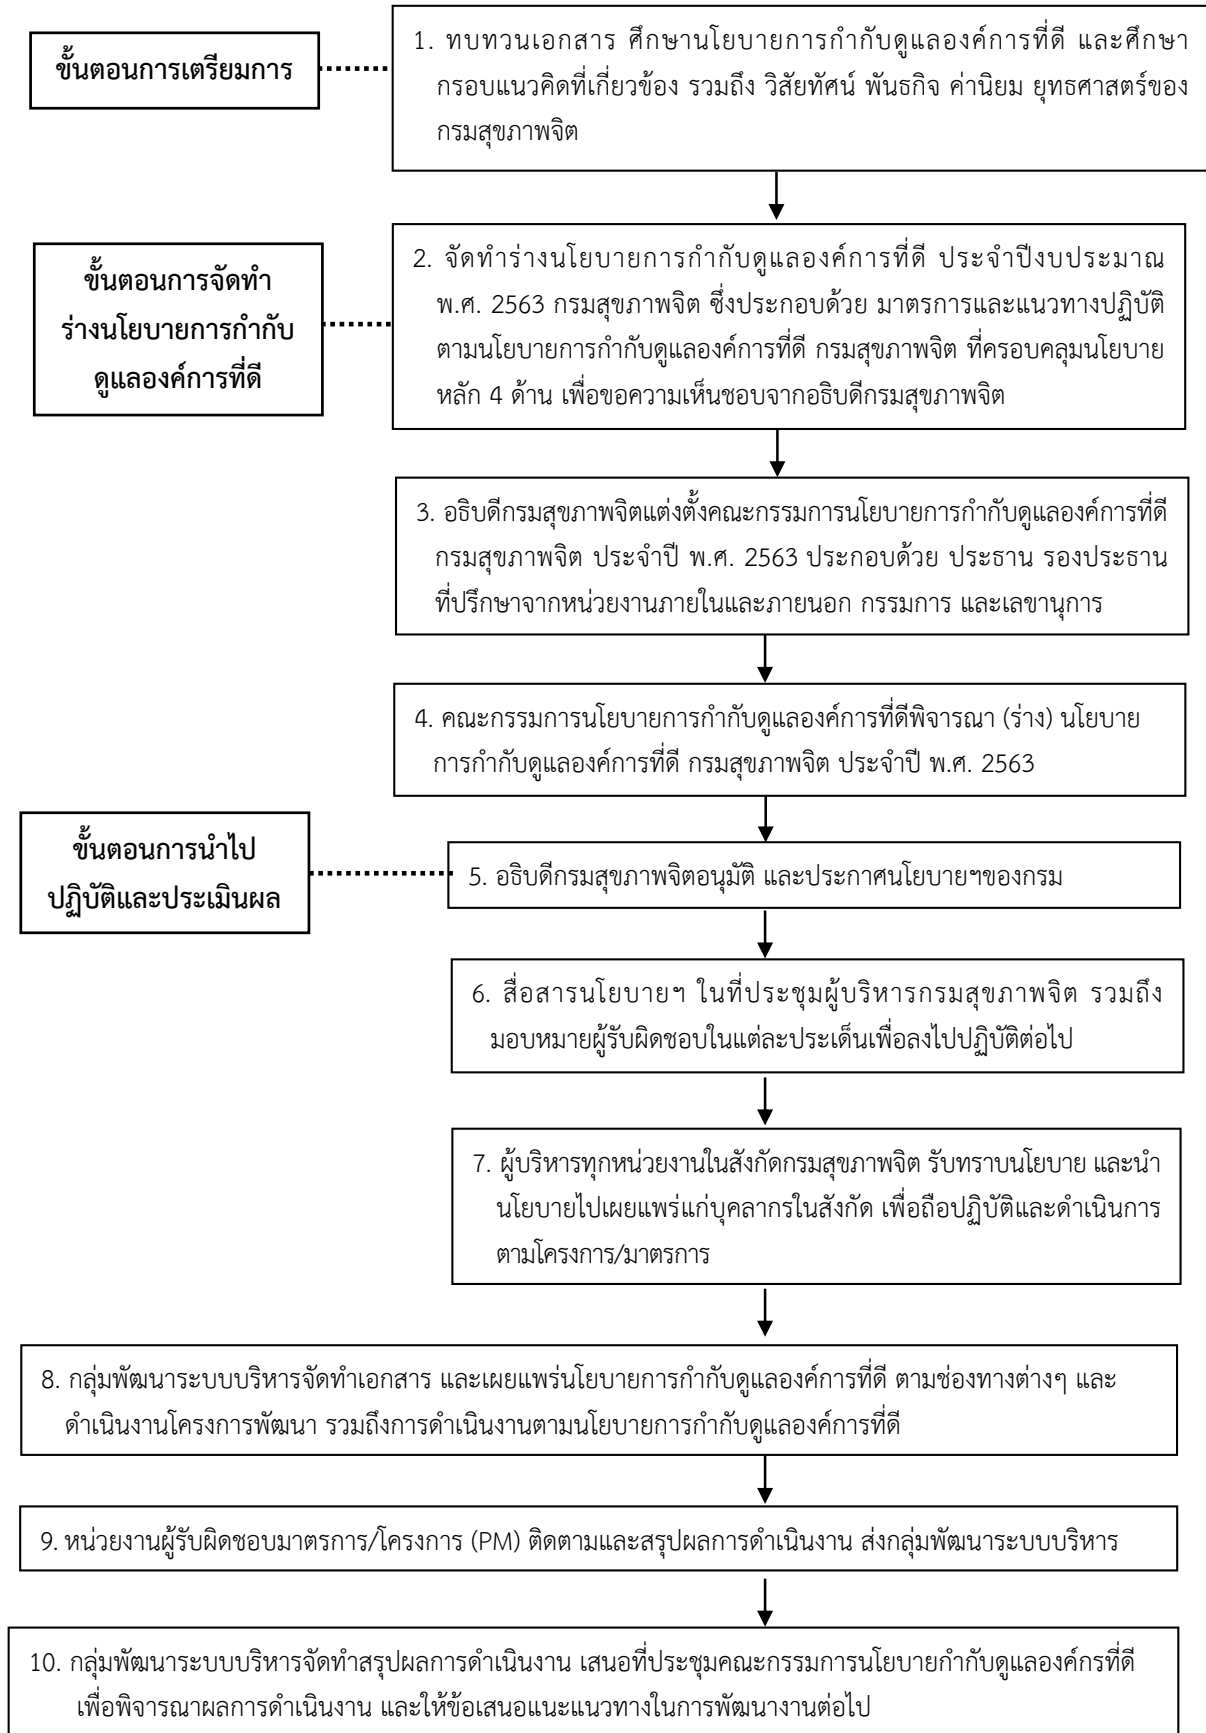 ขั้นตอนการเตรียมการ
1. ทบทวนเอกสาร ศึกษานโยบายการกำกับดูแลองค์การที่ดี และศึกษา
กรอบแนวคิดที่เกี่ยวข้อง รวมถึง วิสัยทัศน์ พันธกิจ ค่านิยม ยุทธศาสตร์ของ
กรมสุขภาพจิต
ขั้นตอนการจัดทำ
ร่างนโยบายการกำกับ
ดูแลองค์การที่ดี
2. จัดทำร่างนโยบายการกำกับดูแลองค์การที่ดี ประจำปีงบประมาณ
พ.ศ. 2563 กรมสุขภาพจิต ซึ่งประกอบด้วย มาตรการและแนวทางปฏิบัติ
ตามนโยบายการกำกับดูแลองค์การที่ดี กรมสุขภาพจิต ที่ครอบคลุมนโยบาย
หลัก 4 ด้าน เพื่อขอความเห็นชอบจากอธิบดีกรมสุขภาพจิต
3. อธิบดีกรมสุขภาพจิตแต่งตั้งคณะกรรมการนโยบายการกำกับดูแลองค์การที่ดี
กรมสุขภาพจิต ประจำปี พ.ศ. 2563 ประกอบด้วย ประธาน รองประธาน
ที่ปรึกษาจากหน่วยงานภายในและภายนอก กรรมการ และเลขานุการ
4. คณะกรรมการนโยบายการกำกับดูแลองค์การที่ดีพิจารณา (ร่าง) นโยบาย
การกำกับดูแลองค์การที่ดี กรมสุขภาพจิต ประจำปี พ.ศ. 2563
ขั้นตอนการนำไป
ปฏิบัติและประเมินผล
5. อธิบดีกรมสุขภาพจิตอนุมัติ และประกาศนโยบายฯของกรม
6. สื่อสารนโยบายฯ ในที่ประชุมผู้บริหารกรมสุขภาพจิต รวมถึง
มอบหมายผู้รับผิดชอบในแต่ละประเด็นเพื่อลงไปปฏิบัติต่อไป
7. ผู้บริหารทุกหน่วยงานในสังกัดกรมสุขภาพจิต รับทราบนโยบาย และนำ
นโยบายไปเผยแพร่แก่บุคลากรในสังกัด เพื่อถือปฏิบัติและดำเนินการ
ตามโครงการ/มาตรการ
8. กลุ่มพัฒนาระบบบริหารจัดทำเอกสาร และเผยแพร่นโยบายการกำกับดูแลองค์การที่ดี ตามช่องทางต่างๆ และ
ดำเนินงานโครงการพัฒนา รวมถึงการดำเนินงานตามนโยบายการกำกับดูแลองค์การที่ดี
9. หน่วยงานผู้รับผิดชอบมาตรการ/โครงการ (PM) ติดตามและสรุปผลการดำเนินงาน ส่งกลุ่มพัฒนาระบบบริหาร
10. กลุ่มพัฒนาระบบบริหารจัดทำสรุปผลการดำเนินงาน เสนอที่ประชุมคณะกรรมการนโยบายกำกับดูแลองค์กรที่ดี
เพื่อพิจารณาผลการดำเนินงาน และให้ข้อเสนอแนะแนวทางในการพัฒนางานต่อไป